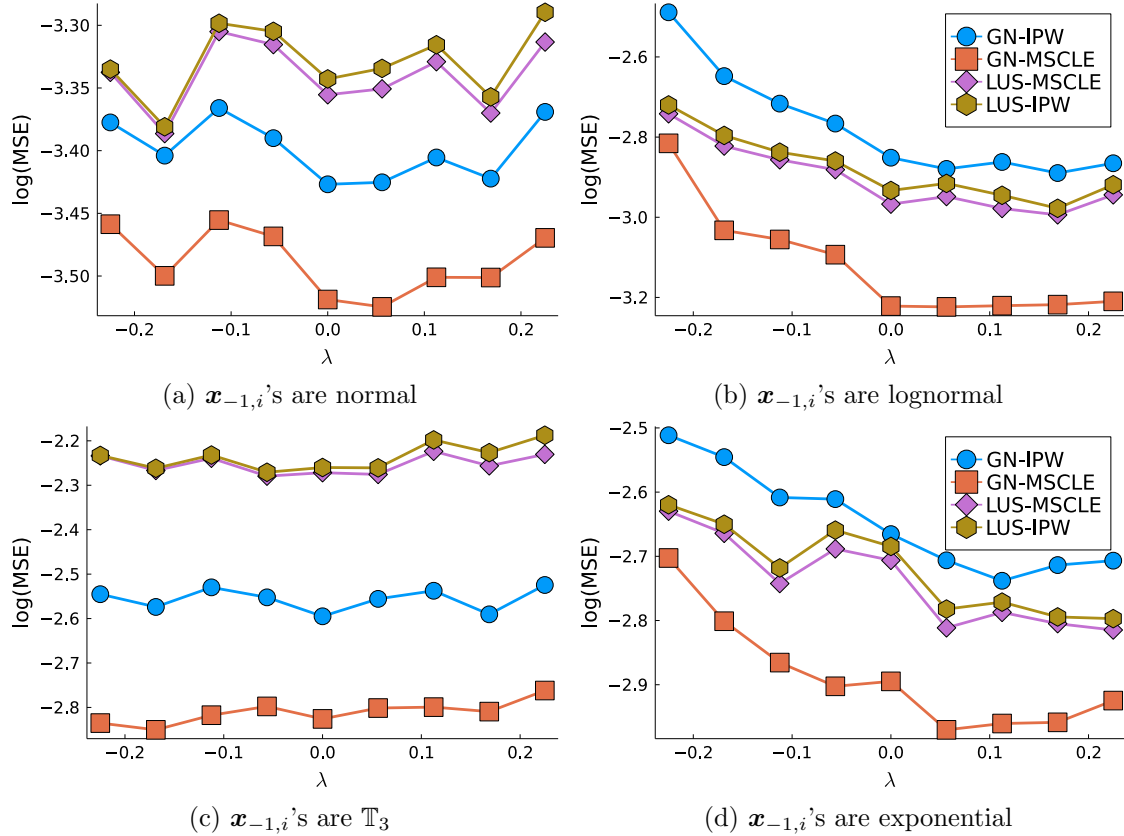 −3.30
−3.35
−3.40
−3.45
−3.50
log(MSE)
−0.2 −0.1 0.0 0.1 0.2
λ
(a) 𝒙₋₁,ᵢ's are normal
−2.6
−2.8
−3.0
−3.2
log(MSE)
GN-IPW
GN-MSCLE
LUS-MSCLE
LUS-IPW
−0.2 −0.1 0.0 0.1 0.2
λ
(b) 𝒙₋₁,ᵢ's are lognormal
−2.2
−2.3
−2.4
−2.5
−2.6
−2.7
−2.8
log(MSE)
−0.2 −0.1 0.0 0.1 0.2
λ
(c) 𝒙₋₁,ᵢ's are 𝕋₃
−2.5
−2.6
−2.7
−2.8
−2.9
log(MSE)
GN-IPW
GN-MSCLE
LUS-MSCLE
LUS-IPW
−0.2 −0.1 0.0 0.1 0.2
λ
(d) 𝒙₋₁,ᵢ's are exponential